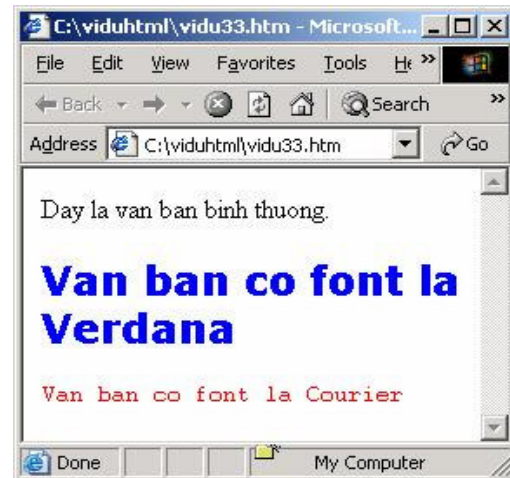 C:\viduhtml\vidu33.htm - Microsoft...
File Edit View Favorites Tools He »
Back Search »
Address C:\viduhtml\vidu33.htm Go
Day la van ban binh thuong.
Van ban co font la
Verdana
Van ban co font la Courier
Done My Computer